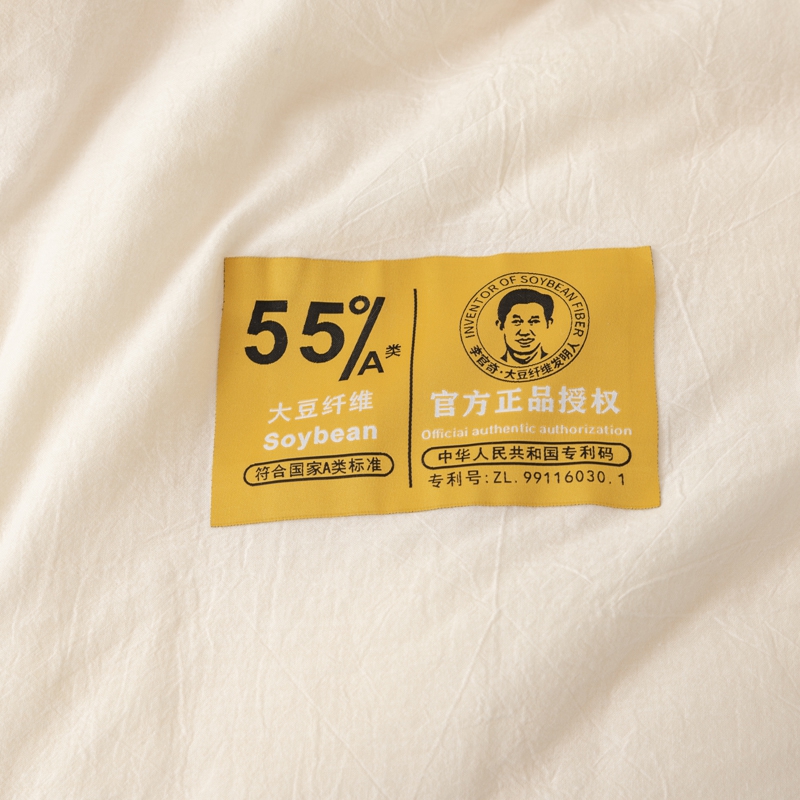 55%A类
大豆纤维
Soybean
符合国家A类标准
INVENTOR OF SOYBEAN FIBER
李官奇·大豆纤维发明人
官方正品授权
Official authentic authorization
中华人民共和国专利码
专利号:ZL.99116030.1